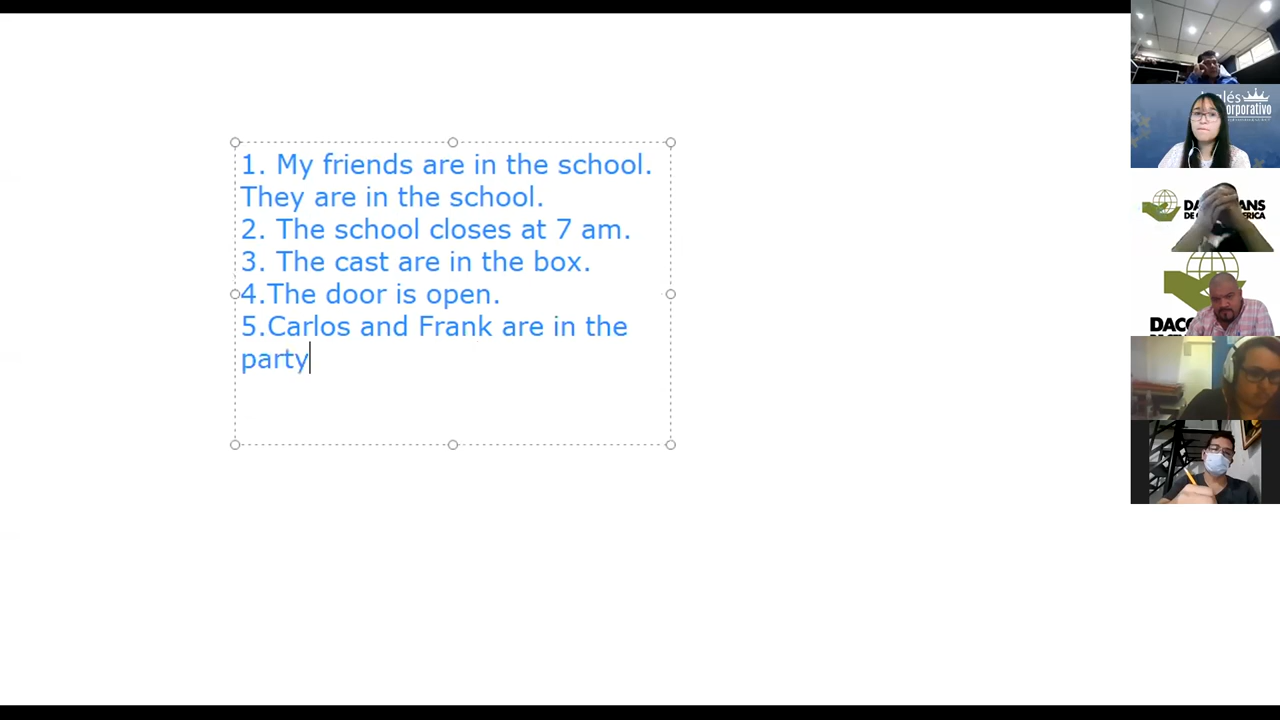 1. My friends are in the school.
They are in the school.
2. The school closes at 7 am.
3. The cast are in the box.
4.The door is open.
5.Carlos and Frank are in the
party